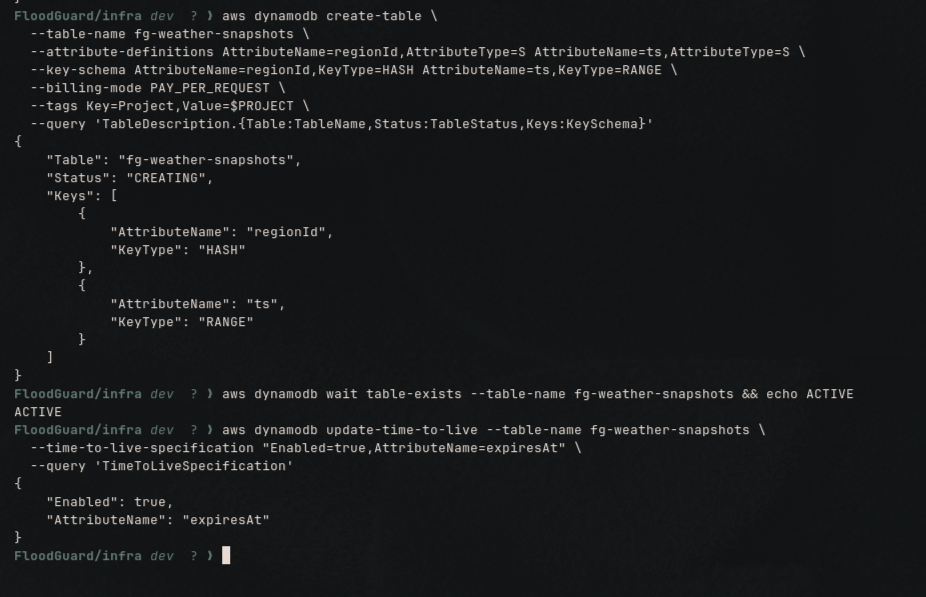 }
FloodGuard/infra dev ? ❯ aws dynamodb create-table \
  --table-name fg-weather-snapshots \
  --attribute-definitions AttributeName=regionId,AttributeType=S AttributeName=ts,AttributeType=S \
  --key-schema AttributeName=regionId,KeyType=HASH AttributeName=ts,KeyType=RANGE \
  --billing-mode PAY_PER_REQUEST \
  --tags Key=Project,Value=$PROJECT \
  --query 'TableDescription.{Table:TableName,Status:TableStatus,Keys:KeySchema}'
{
    "Table": "fg-weather-snapshots",
    "Status": "CREATING",
    "Keys": [
        {
            "AttributeName": "regionId",
            "KeyType": "HASH"
        },
        {
            "AttributeName": "ts",
            "KeyType": "RANGE"
        }
    ]
}
FloodGuard/infra dev ? ❯ aws dynamodb wait table-exists --table-name fg-weather-snapshots && echo ACTIVE
ACTIVE
FloodGuard/infra dev ? ❯ aws dynamodb update-time-to-live --table-name fg-weather-snapshots \
  --time-to-live-specification "Enabled=true,AttributeName=expiresAt" \
  --query 'TimeToLiveSpecification'
{
    "Enabled": true,
    "AttributeName": "expiresAt"
}
FloodGuard/infra dev ? ❯